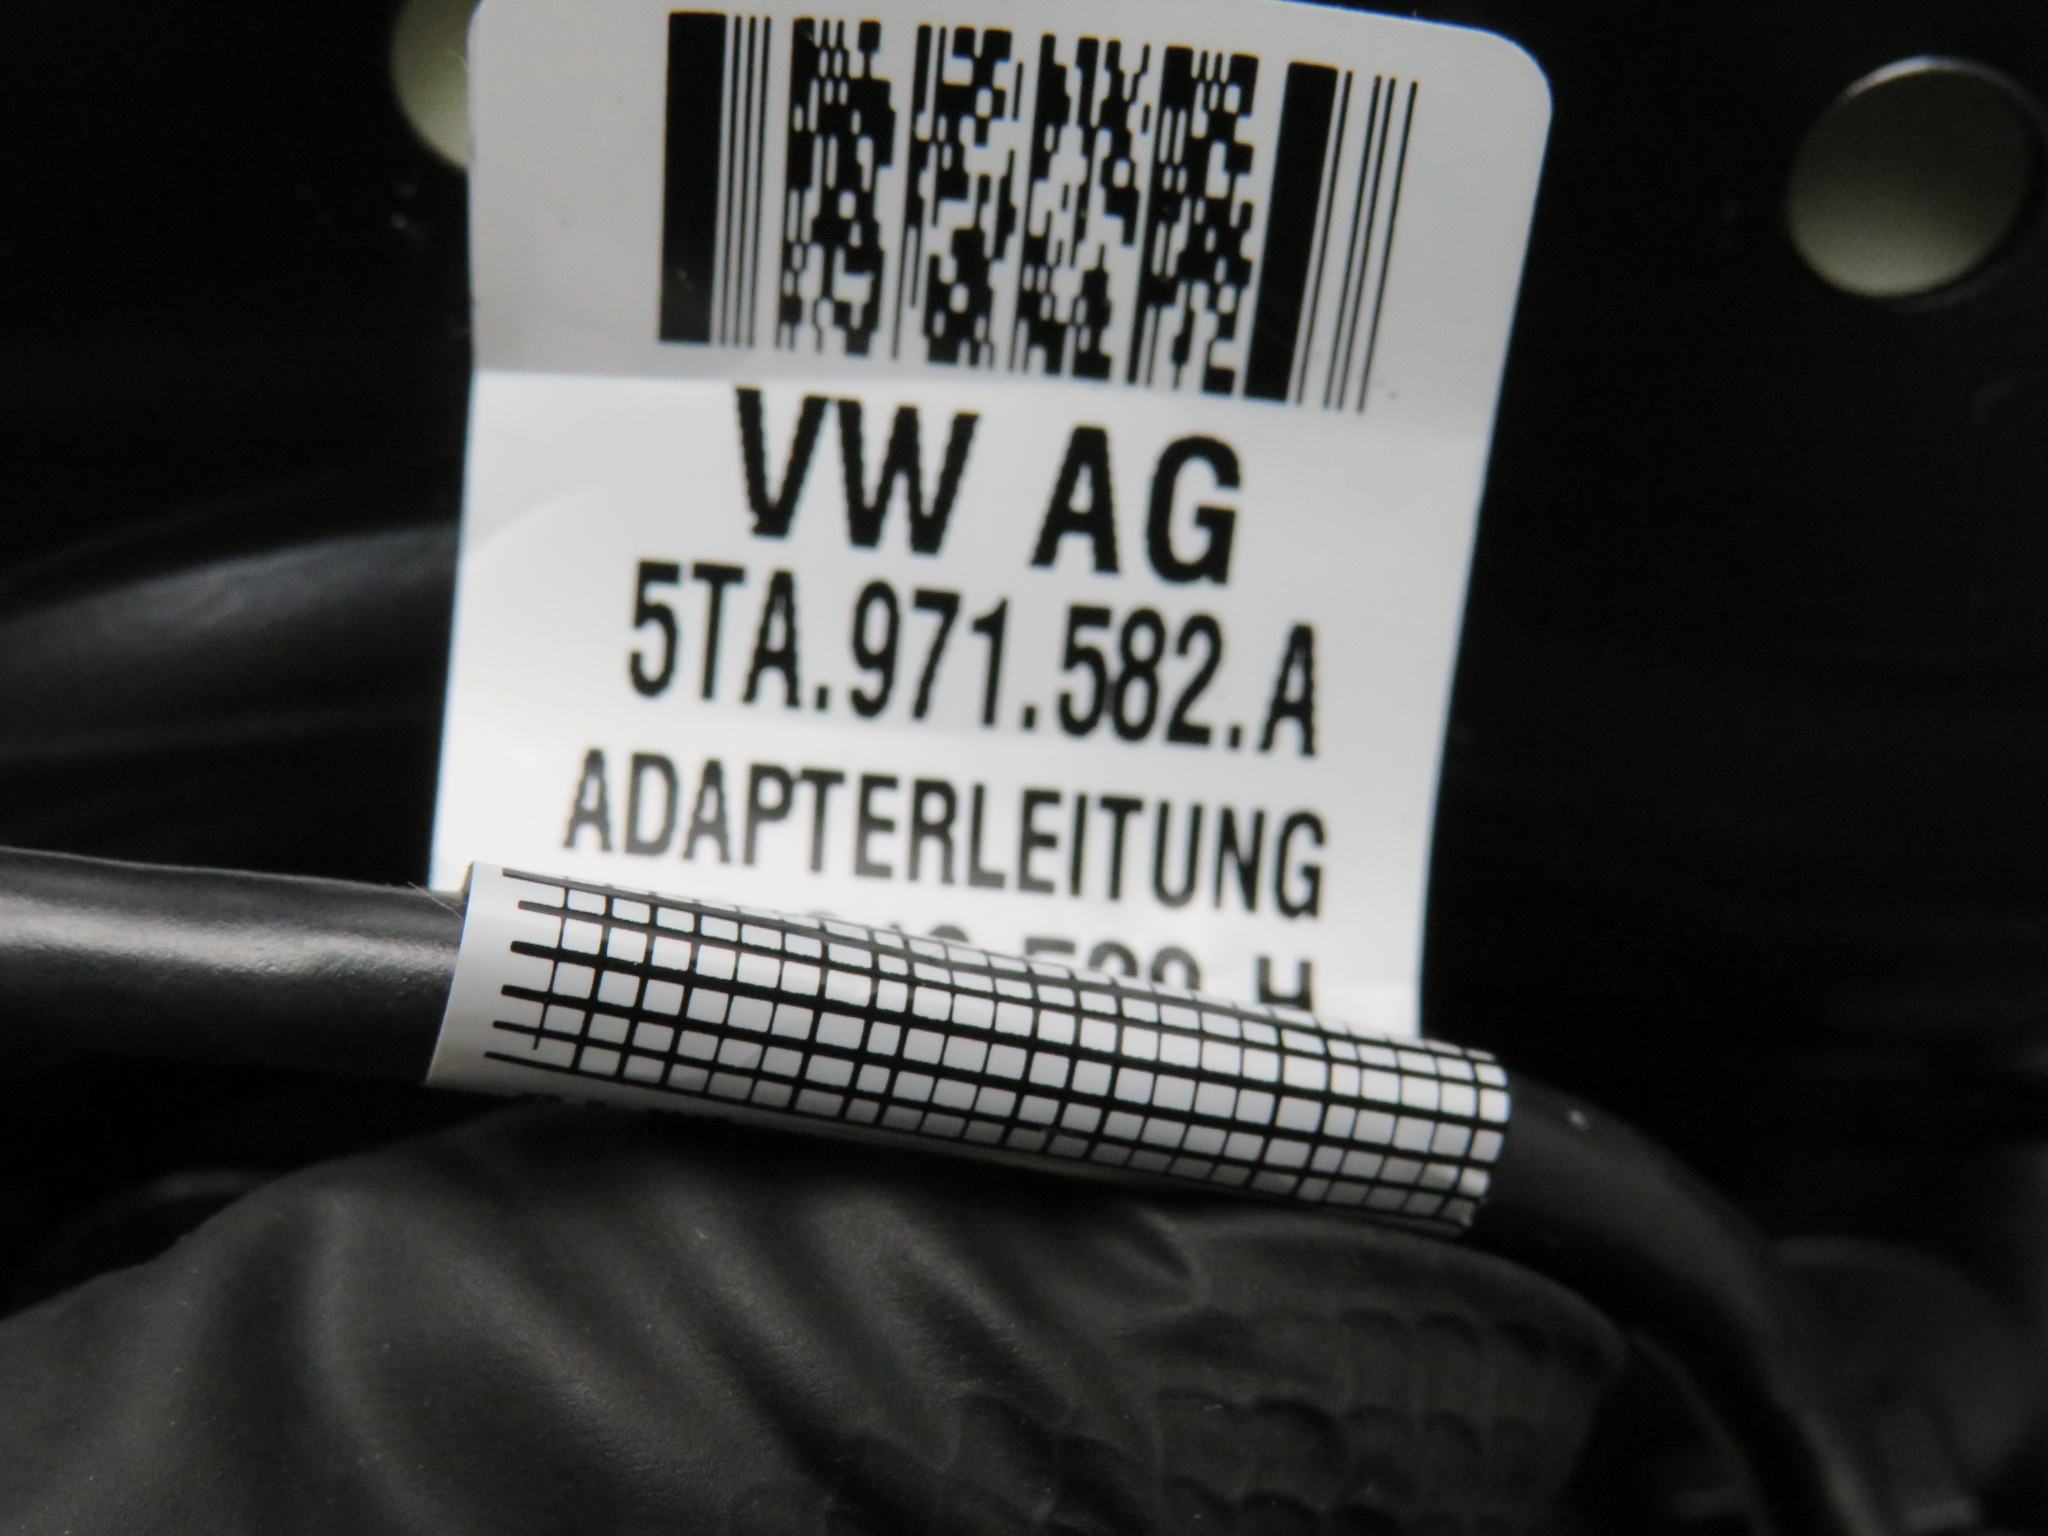 VW AG
5TA.971.582.A
ADAPTERLEITUNG